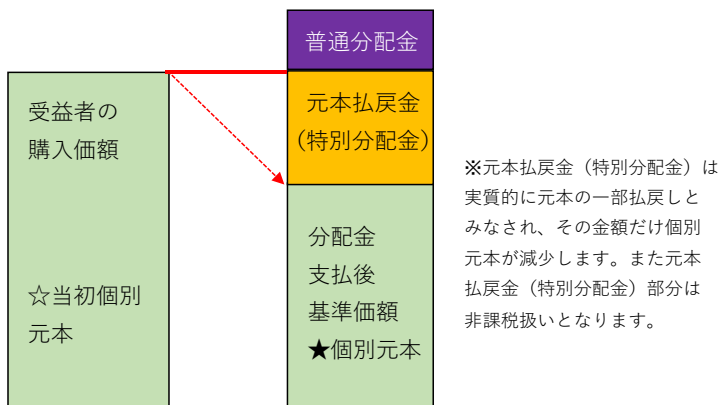 普通分配金
受益者の
購入価額
☆当初個別
元本
元本払戻金
（特別分配金）
分配金
支払後
基準価額
★個別元本
※元本払戻金（特別分配金）は
実質的に元本の一部払戻しと
みなされ、その金額だけ個別
元本が減少します。また元本
払戻金（特別分配金）部分は
非課税扱いとなります。